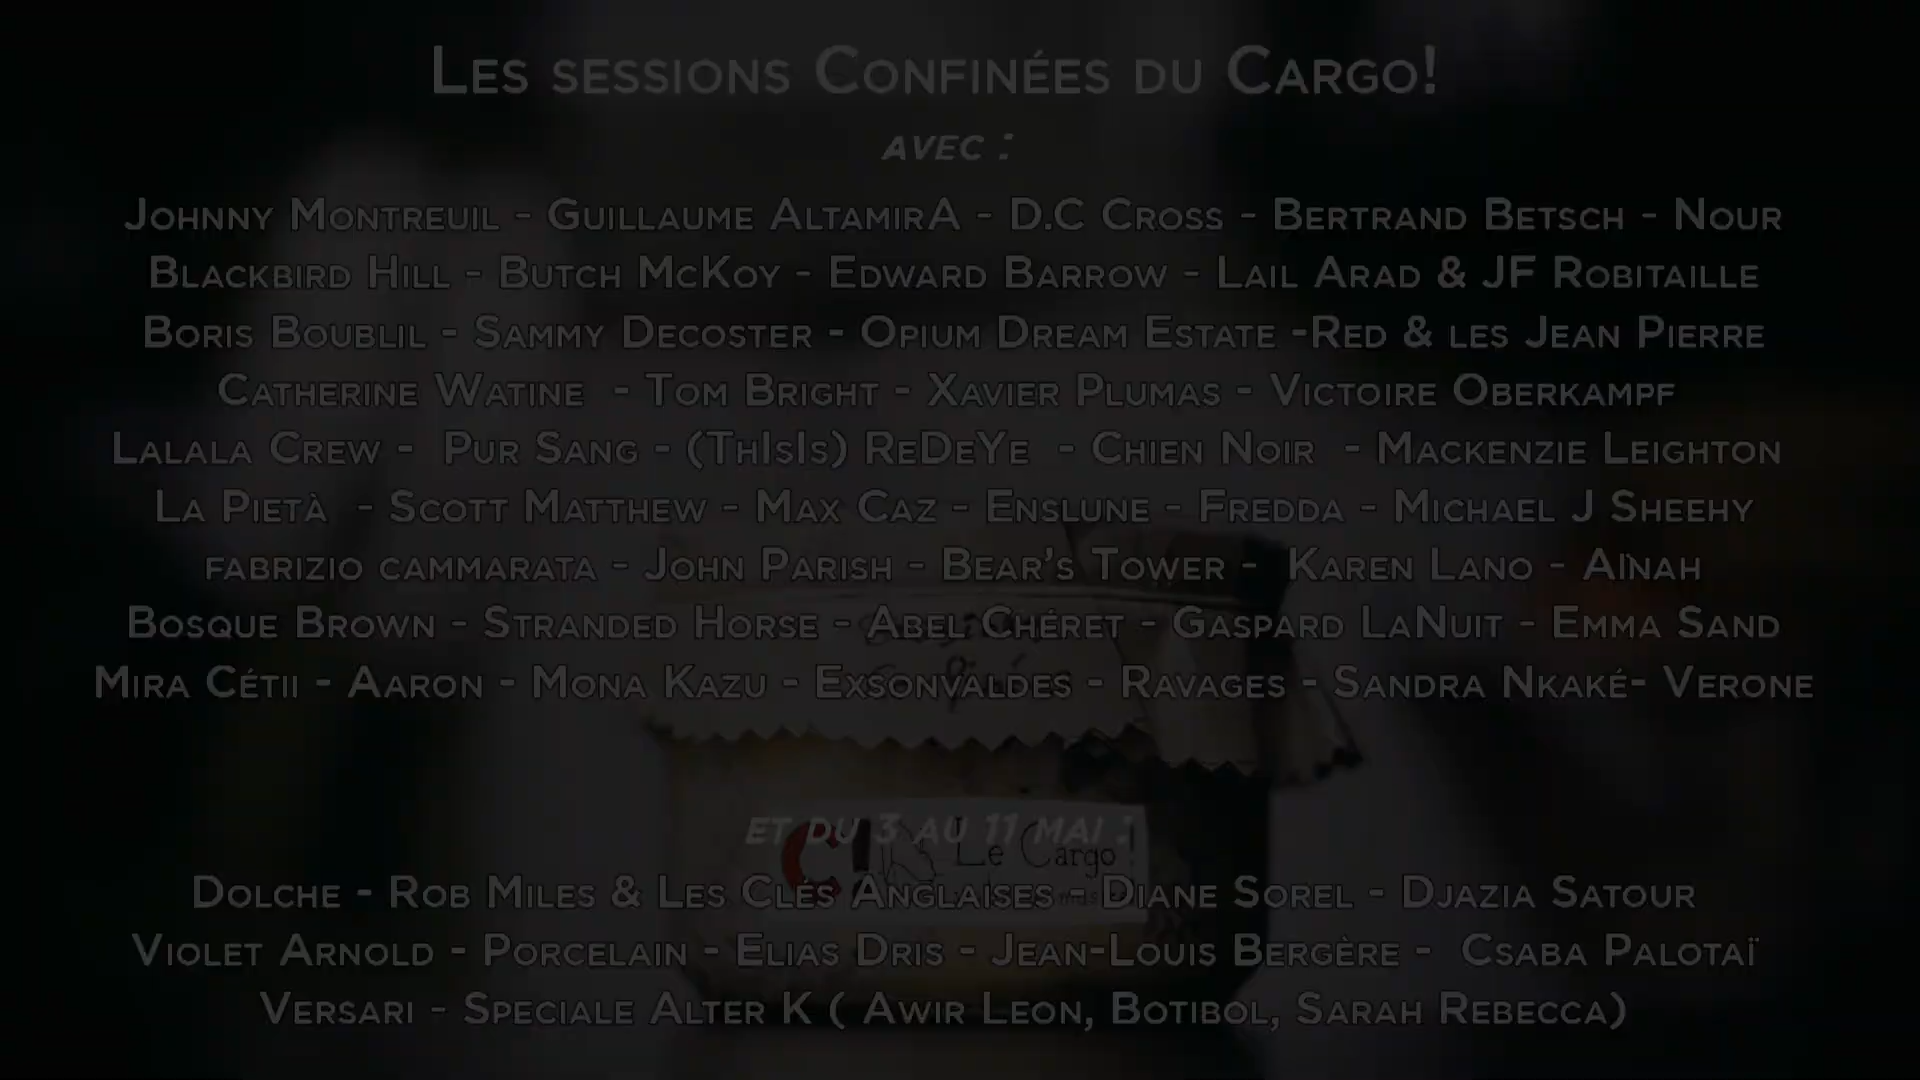 Les sessions Confinées du Cargo!
avec :
Johnny Montreuil - Guillaume AltamirA - D.C Cross - Bertrand Betsch - Nour
Blackbird Hill - Butch McKoy - Edward Barrow - Lail Arad & JF Robitaille
Boris Boublil - Sammy Decoster - Opium Dream Estate -Red & les Jean Pierre
Catherine Watine - Tom Bright - Xavier Plumas - Victoire Oberkampf
Lalala Crew - Pur Sang - (ThIsIs) ReDeYe - Chien Noir - Mackenzie Leighton
La Pietà - Scott Matthew - Max Caz - Enslune - Fredda - Michael J Sheehy
fabrizio cammarata - John Parish - Bear's Tower - Karen Lano - Aïnah
Bosque Brown - Stranded Horse - Abel Chéret - Gaspard LaNuit - Emma Sand
Mira Cétii - Aaron - Mona Kazu - Exsonvaldes - Ravages - Sandra Nkaké- Verone
et du 3 au 11 mai :
C! Le Cargo!
Dolche - Rob Miles & Les Clés Anglaises - Diane Sorel - Djazia Satour
Violet Arnold - Porcelain - Elias Dris - Jean-Louis Bergère - Csaba Palotaï
Versari - Speciale Alter K ( Awir Leon, Botibol, Sarah Rebecca)